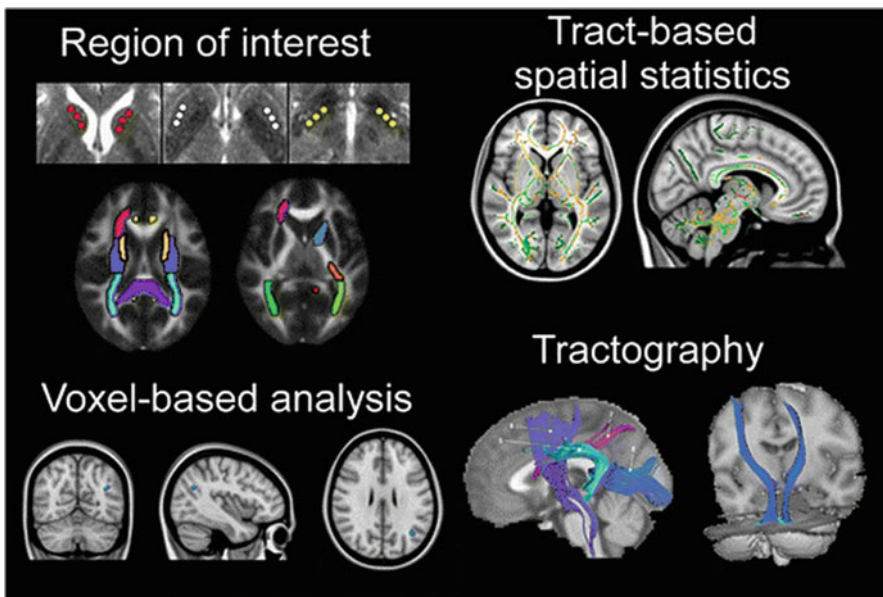 Region of interest
Tract-based
spatial statistics
Voxel-based analysis
Tractography